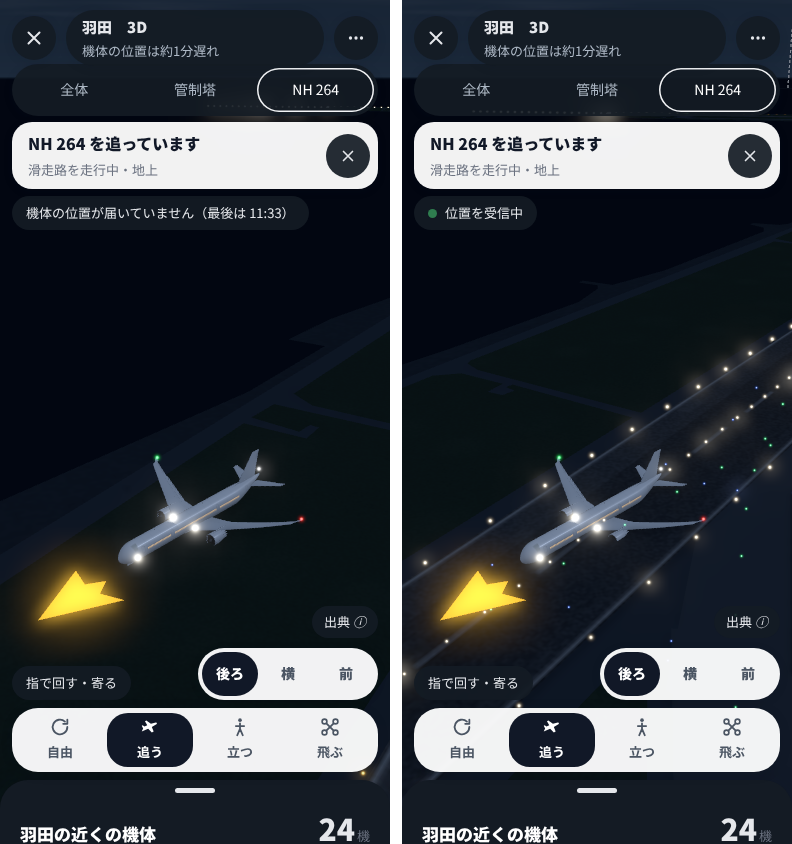 羽田 3D
機体の位置は約1分遅れ
全体 管制塔 NH 264
NH 264 を追っています
滑走路を走行中・地上
機体の位置が届いていません（最後は 11:33）
出典 ⓘ
後ろ 横 前
指で回す・寄る
自由 追う 立つ 飛ぶ
羽田の近くの機体 24機
羽田 3D
機体の位置は約1分遅れ
全体 管制塔 NH 264
NH 264 を追っています
滑走路を走行中・地上
位置を受信中
出典 ⓘ
後ろ 横 前
指で回す・寄る
自由 追う 立つ 飛ぶ
羽田の近くの機体 24機